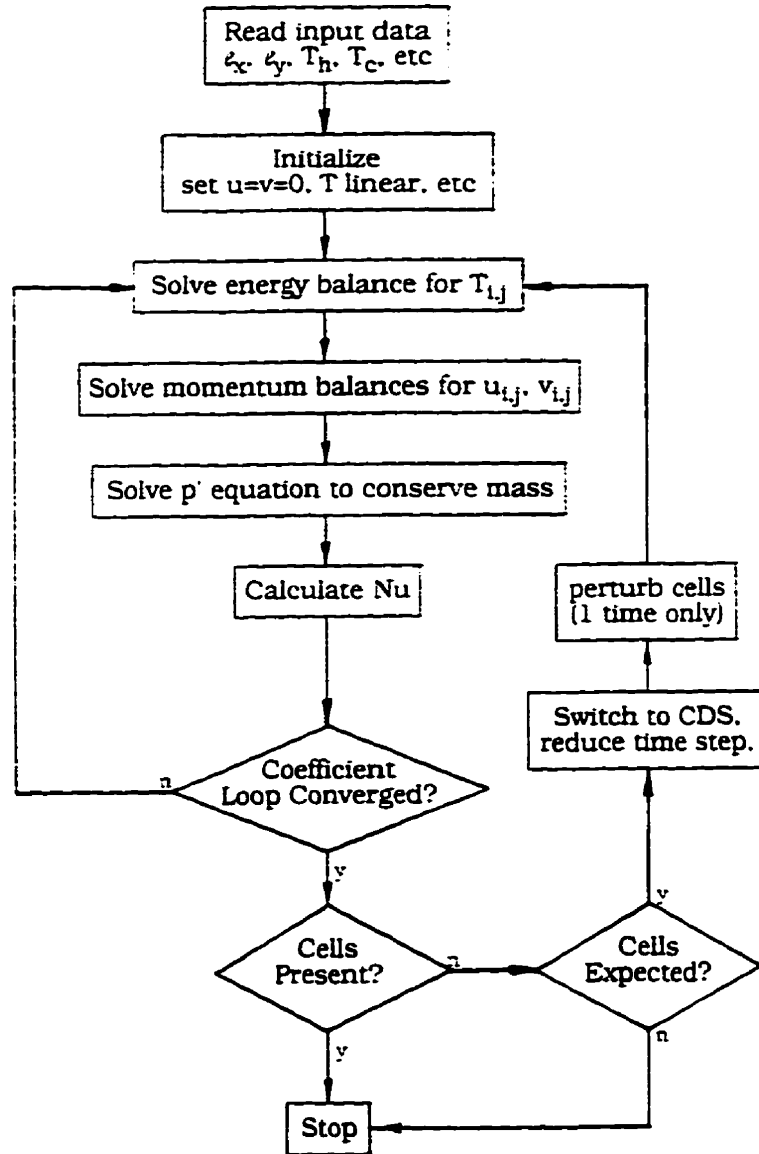 Read input data
ℓx, ℓy, Th, Tc, etc
Initialize
set u=v=0, T linear, etc
Solve energy balance for Ti,j
Solve momentum balances for ui,j, vi,j
Solve p' equation to conserve mass
Calculate Nu
perturb cells
(1 time only)
Switch to CDS,
reduce time step.
Coefficient
Loop Converged?
n
y
Cells
Present?
n
y
Cells
Expected?
y
n
Stop